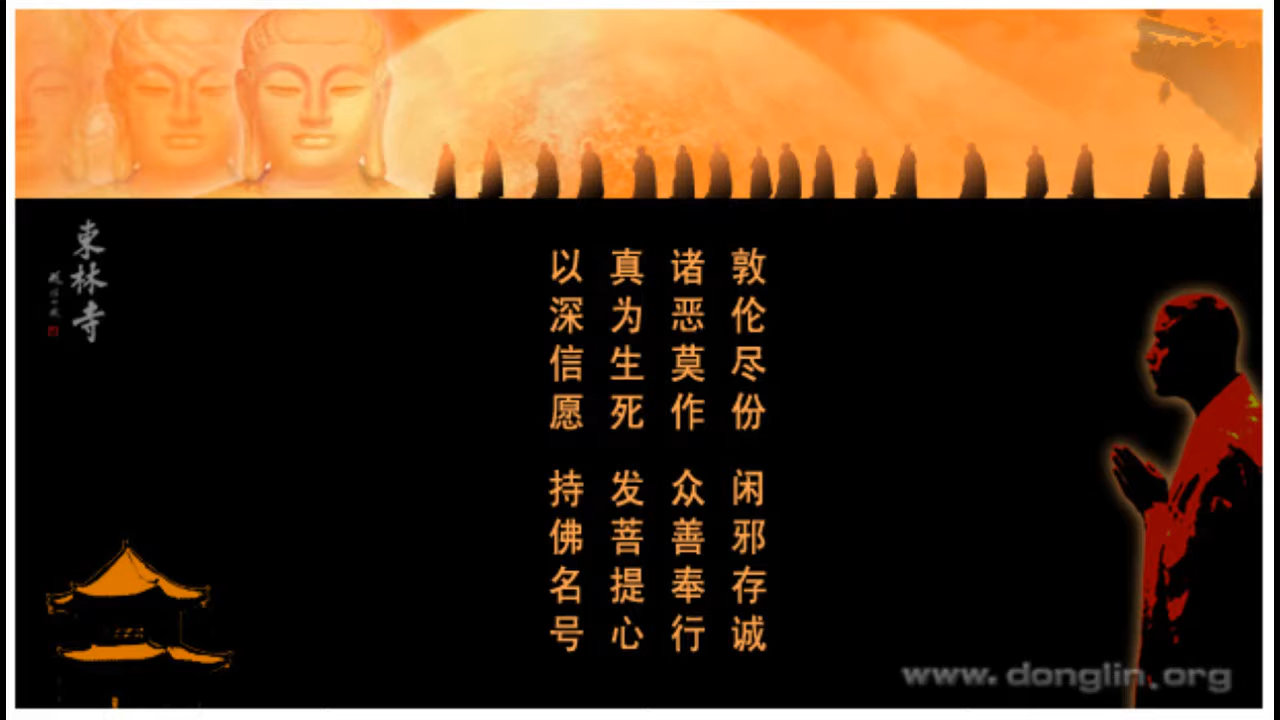 敦伦尽份 闲邪存诚
诸恶莫作 众善奉行
真为生死 发菩提心
以深信愿 持佛名号
東林寺
www.donglin.org